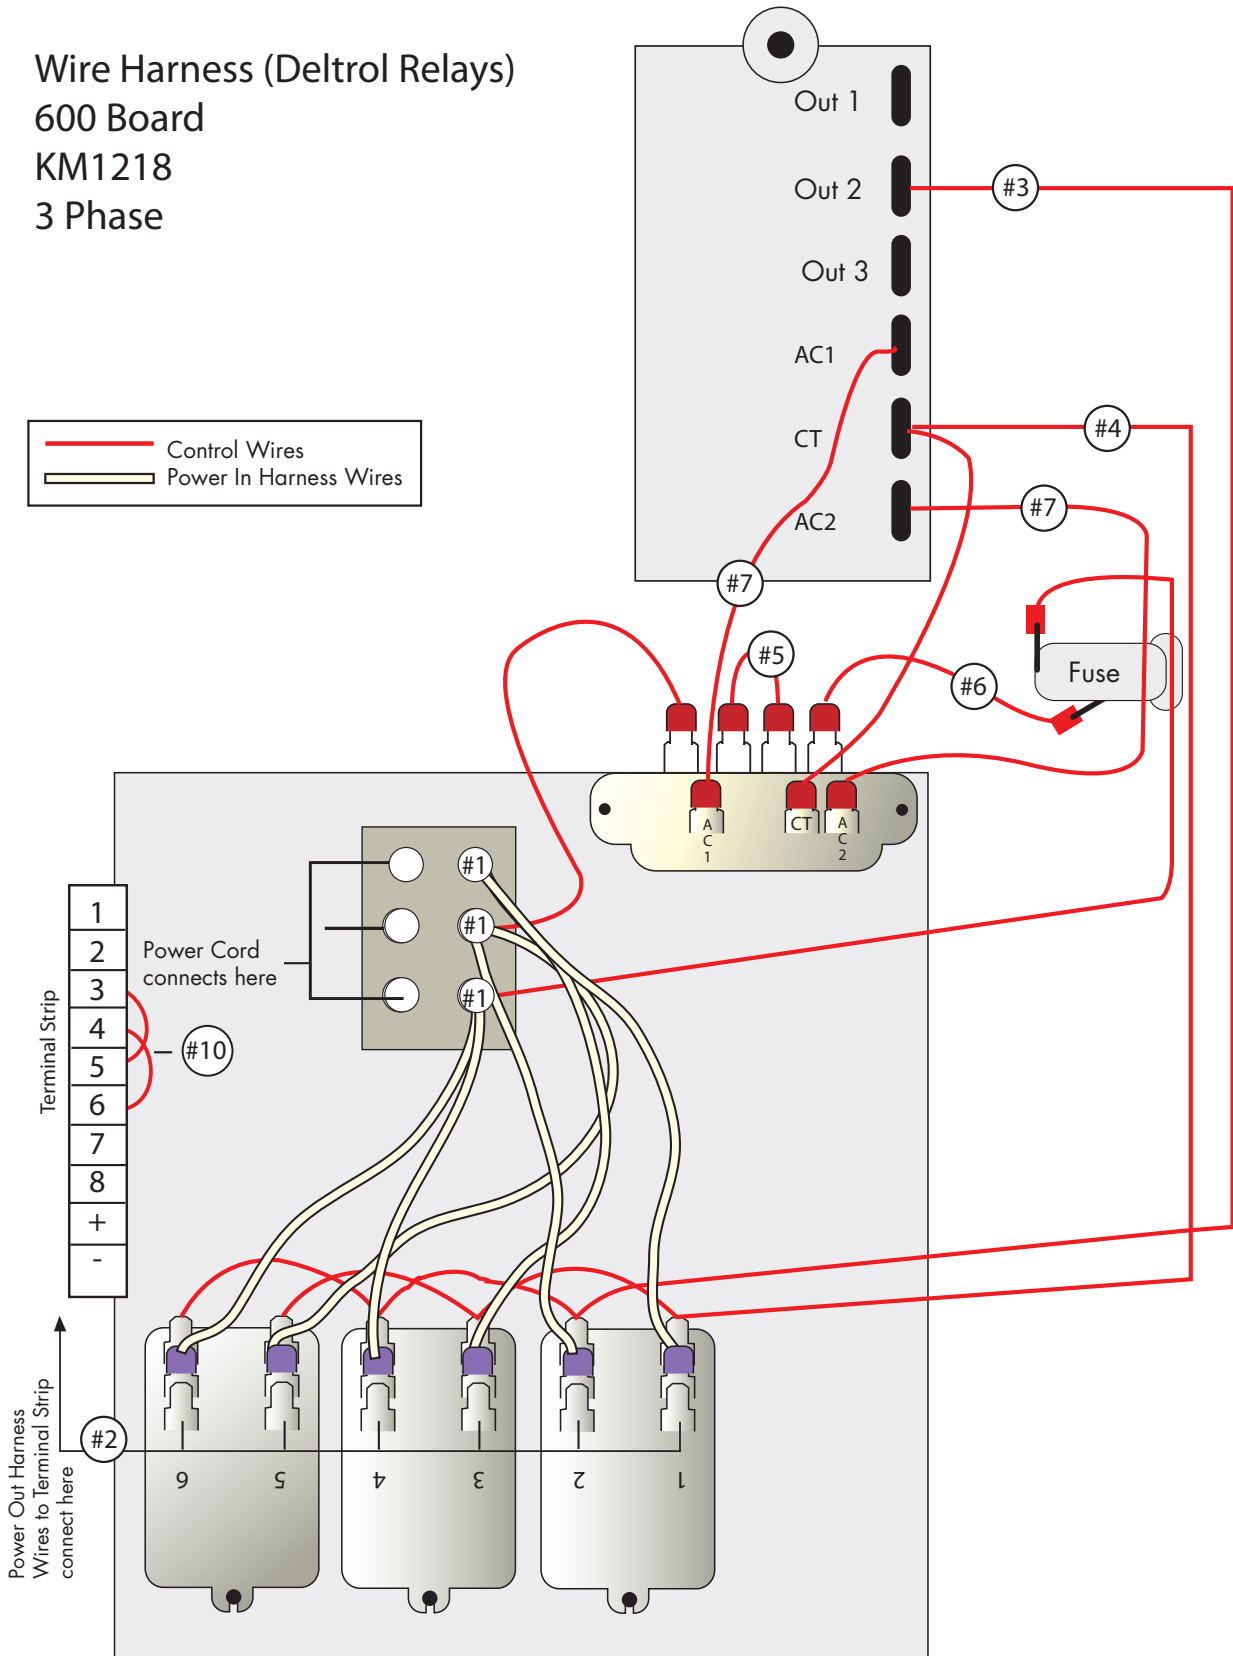 Wire Harness (Deltrol Relays)
600 Board
KM1218
3 Phase
Out 1
Out 2
#3
Out 3
AC1
CT
#4
AC2
#7
#7
Control Wires
Power In Harness Wires
#5
#6
Fuse
AC1
CT
AC2
#1
#1
#1
Power Cord
connects here
Terminal Strip
1
2
3
4
5
6
7
8
+
-
#10
#2
Power Out Harness
Wires to Terminal Strip
connect here
6
5
4
3
2
1